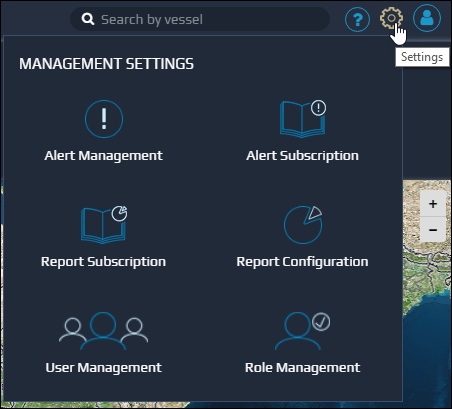 Search by vessel
?
Settings
MANAGEMENT SETTINGS
!
!
Alert Management
Alert Subscription
Report Subscription
Report Configuration
+
−
User Management
Role Management